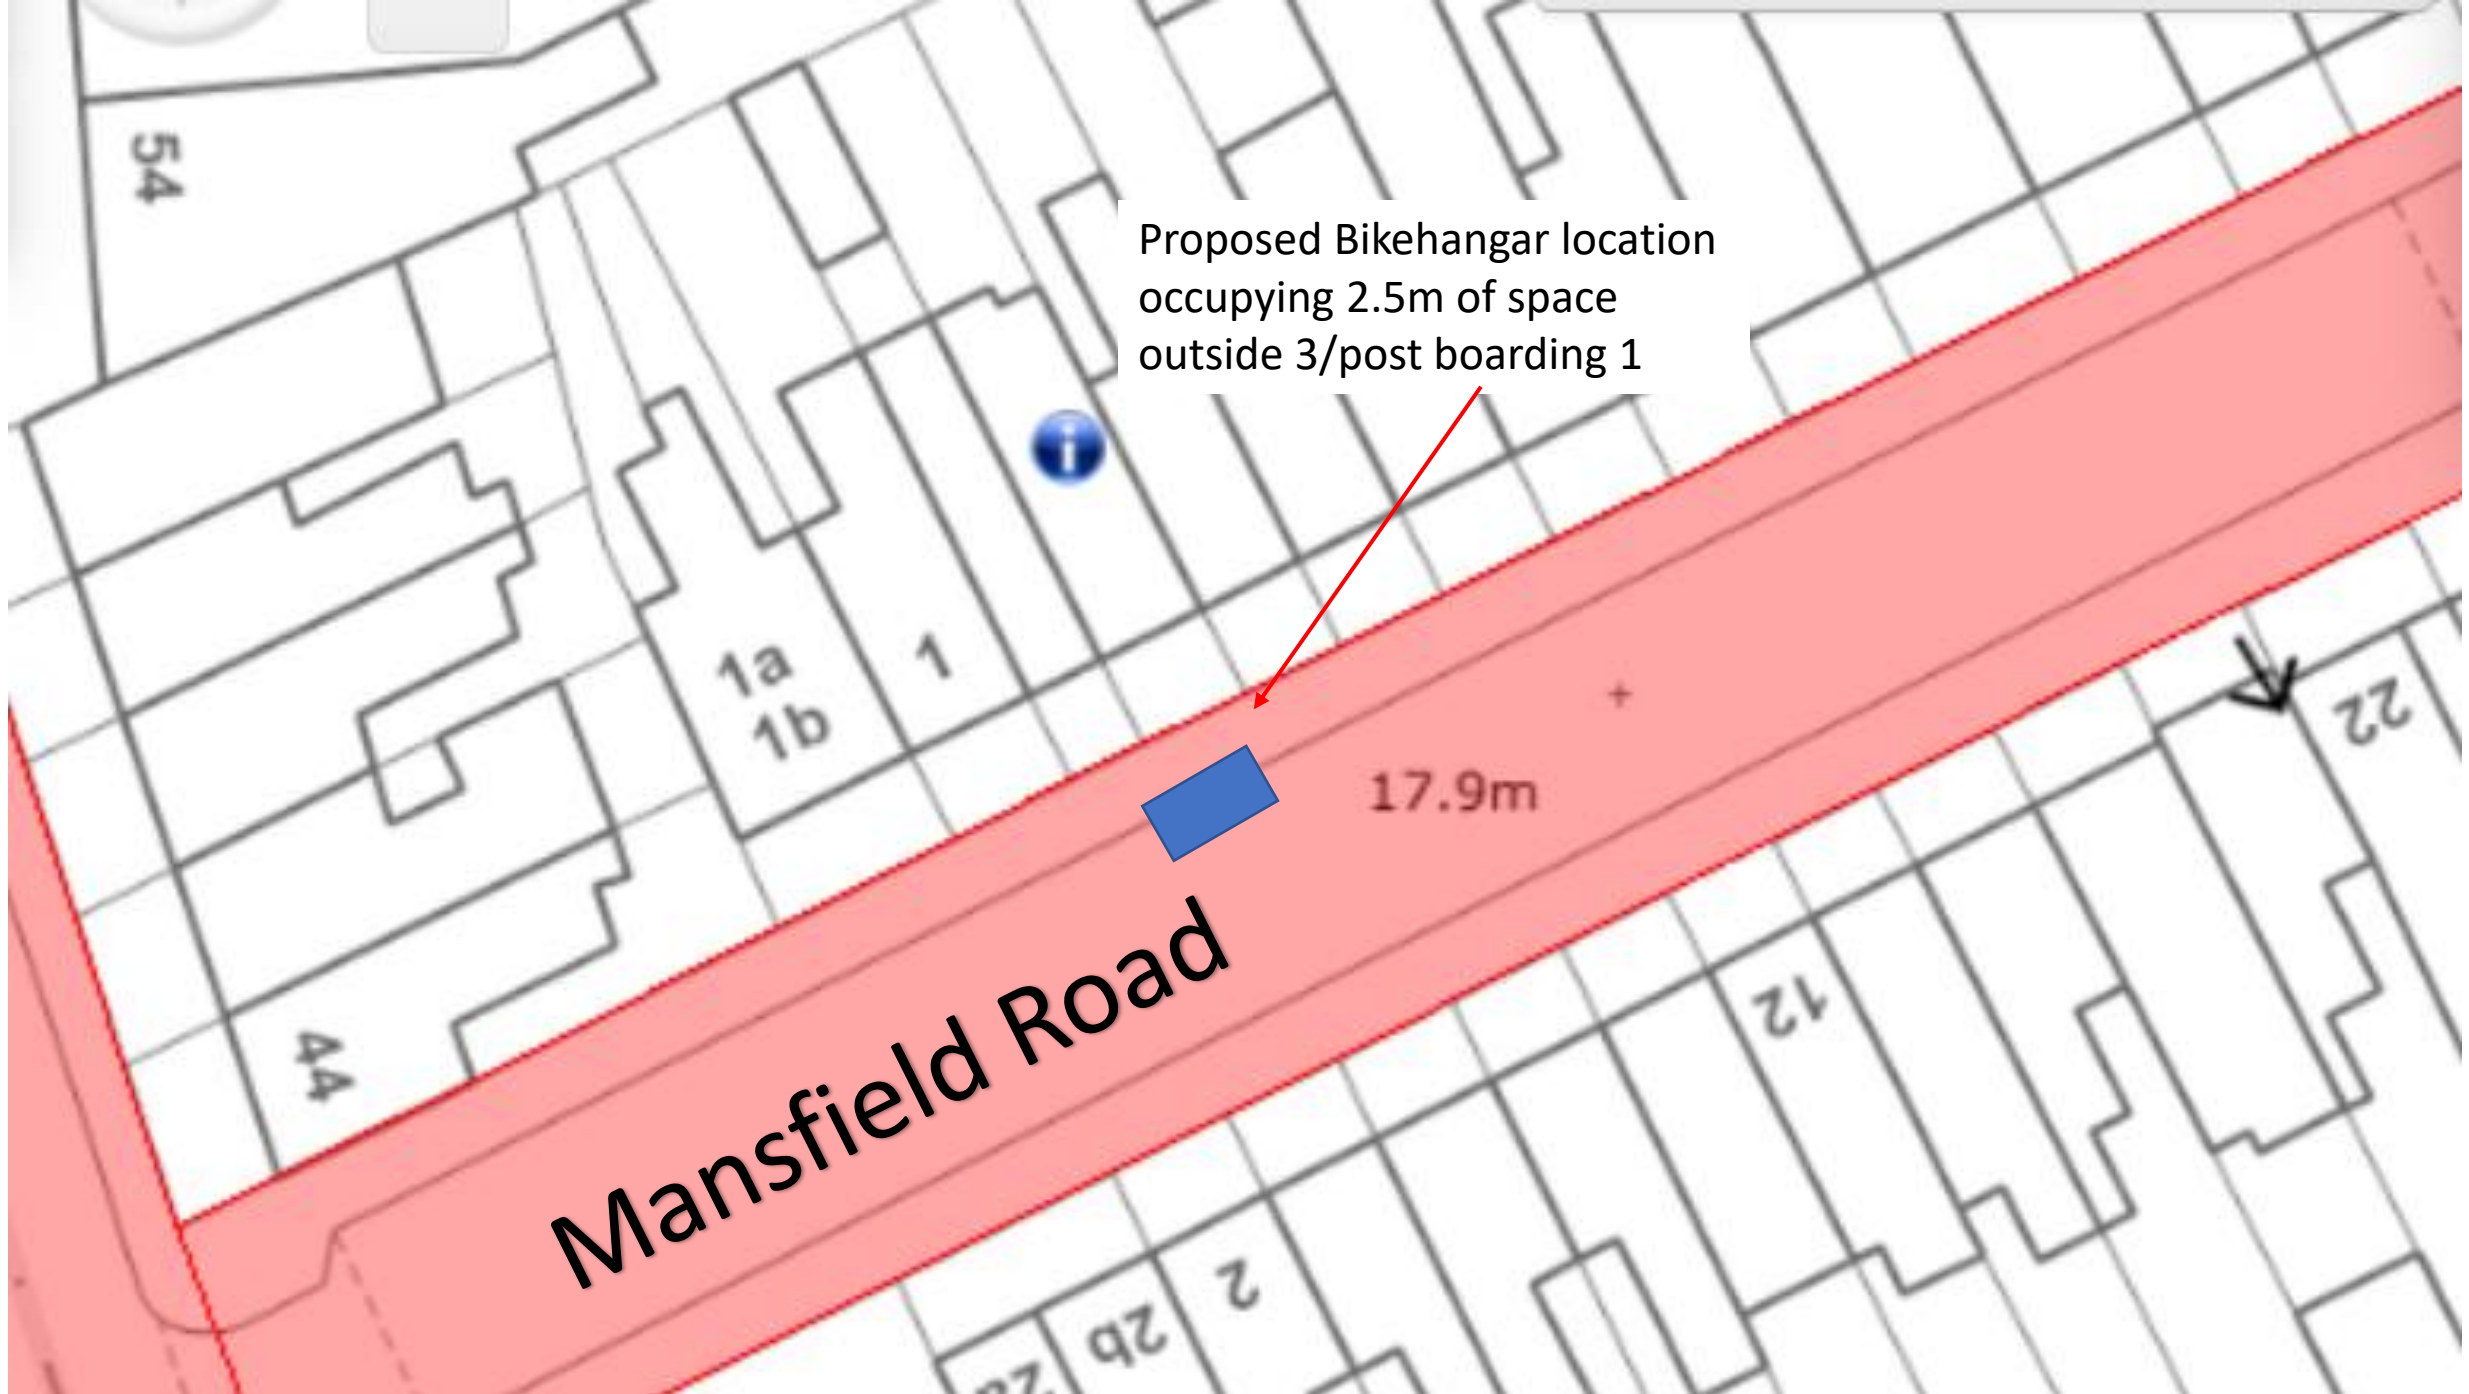 54
Proposed Bikehangar location
occupying 2.5m of space
outside 3/post boarding 1
i
1a
1b
1
22
17.9m
Mansfield Road
12
44
2
2b
2a